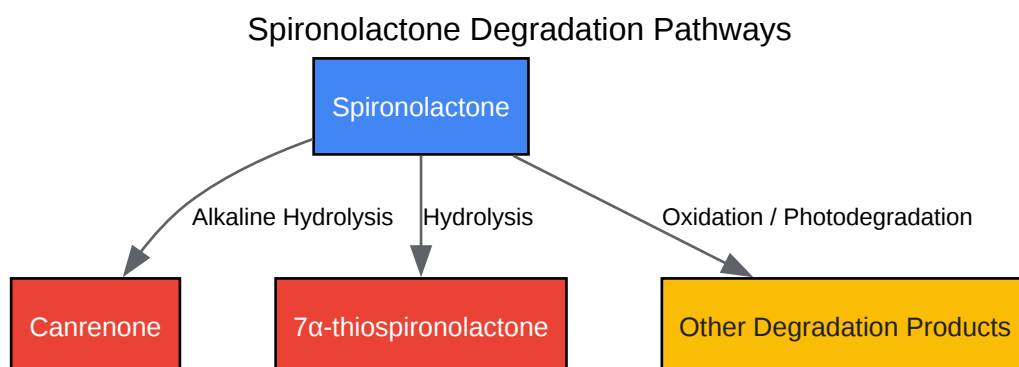 Spironolactone Degradation Pathways
Spironolactone
Alkaline Hydrolysis
Hydrolysis
Oxidation / Photodegradation
Canrenone
7α-thiospironolactone
Other Degradation Products